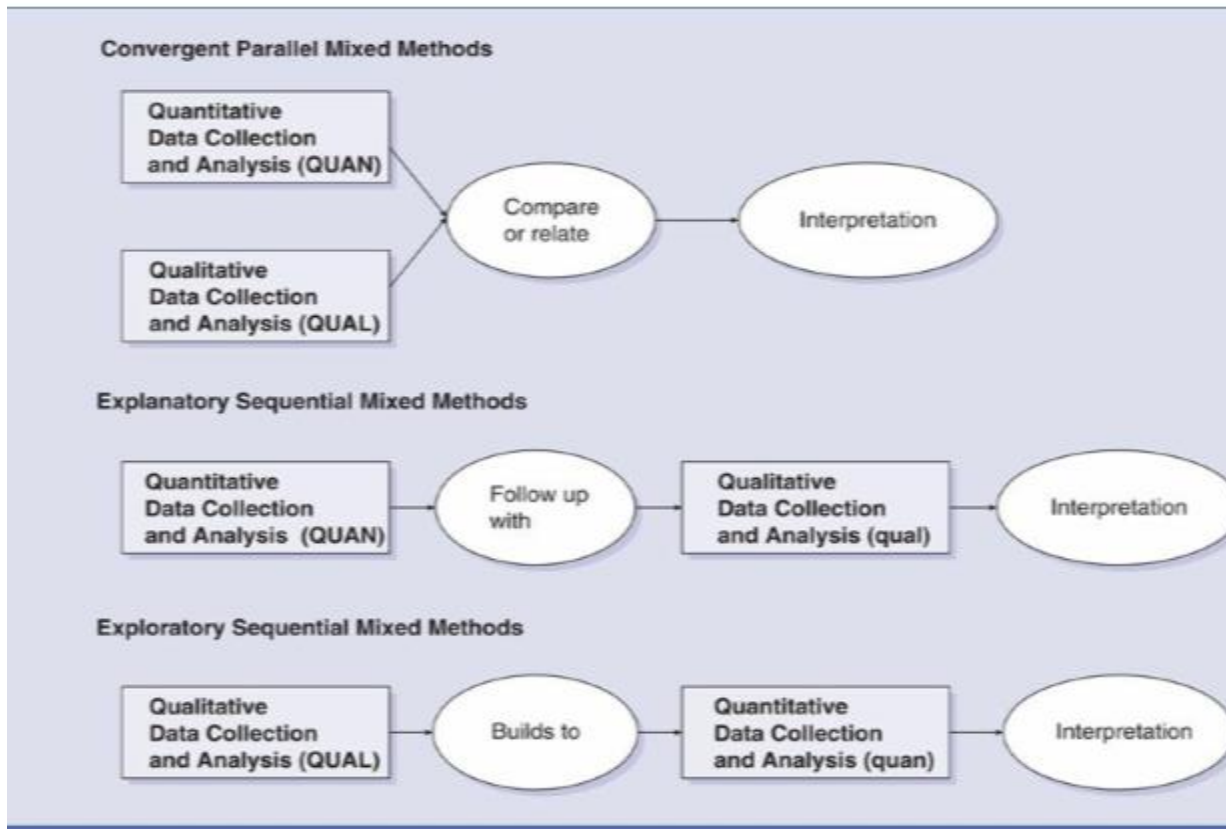 Convergent Parallel Mixed Methods
Quantitative
Data Collection
and Analysis (QUAN)
Compare
or relate
Interpretation
Qualitative
Data Collection
and Analysis (QUAL)
Explanatory Sequential Mixed Methods
Quantitative
Data Collection
and Analysis (QUAN)
Follow up
with
Qualitative
Data Collection
and Analysis (qual)
Interpretation
Exploratory Sequential Mixed Methods
Qualitative
Data Collection
and Analysis (QUAL)
Builds to
Quantitative
Data Collection
and Analysis (quan)
Interpretation